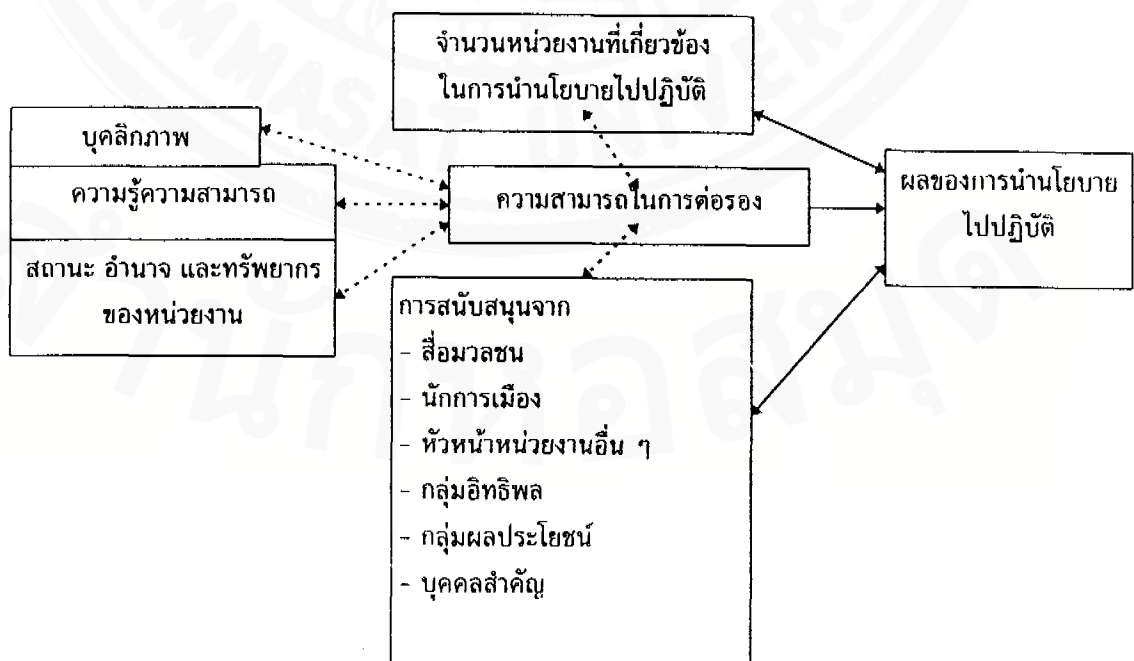 จำนวนหน่วยงานที่เกี่ยวข้อง
ในการนำนโยบายไปปฏิบัติ
บุคลิกภาพ
ความรู้ความสามารถ
สถานะ อำนาจ และทรัพยากร
ของหน่วยงาน
ความสามารถในการต่อรอง
ผลของการนำนโยบาย
ไปปฏิบัติ
การสนับสนุนจาก
- สื่อมวลชน
- นักการเมือง
- หัวหน้าหน่วยงานอื่น ๆ
- กลุ่มอิทธิพล
- กลุ่มผลประโยชน์
- บุคคลสำคัญ